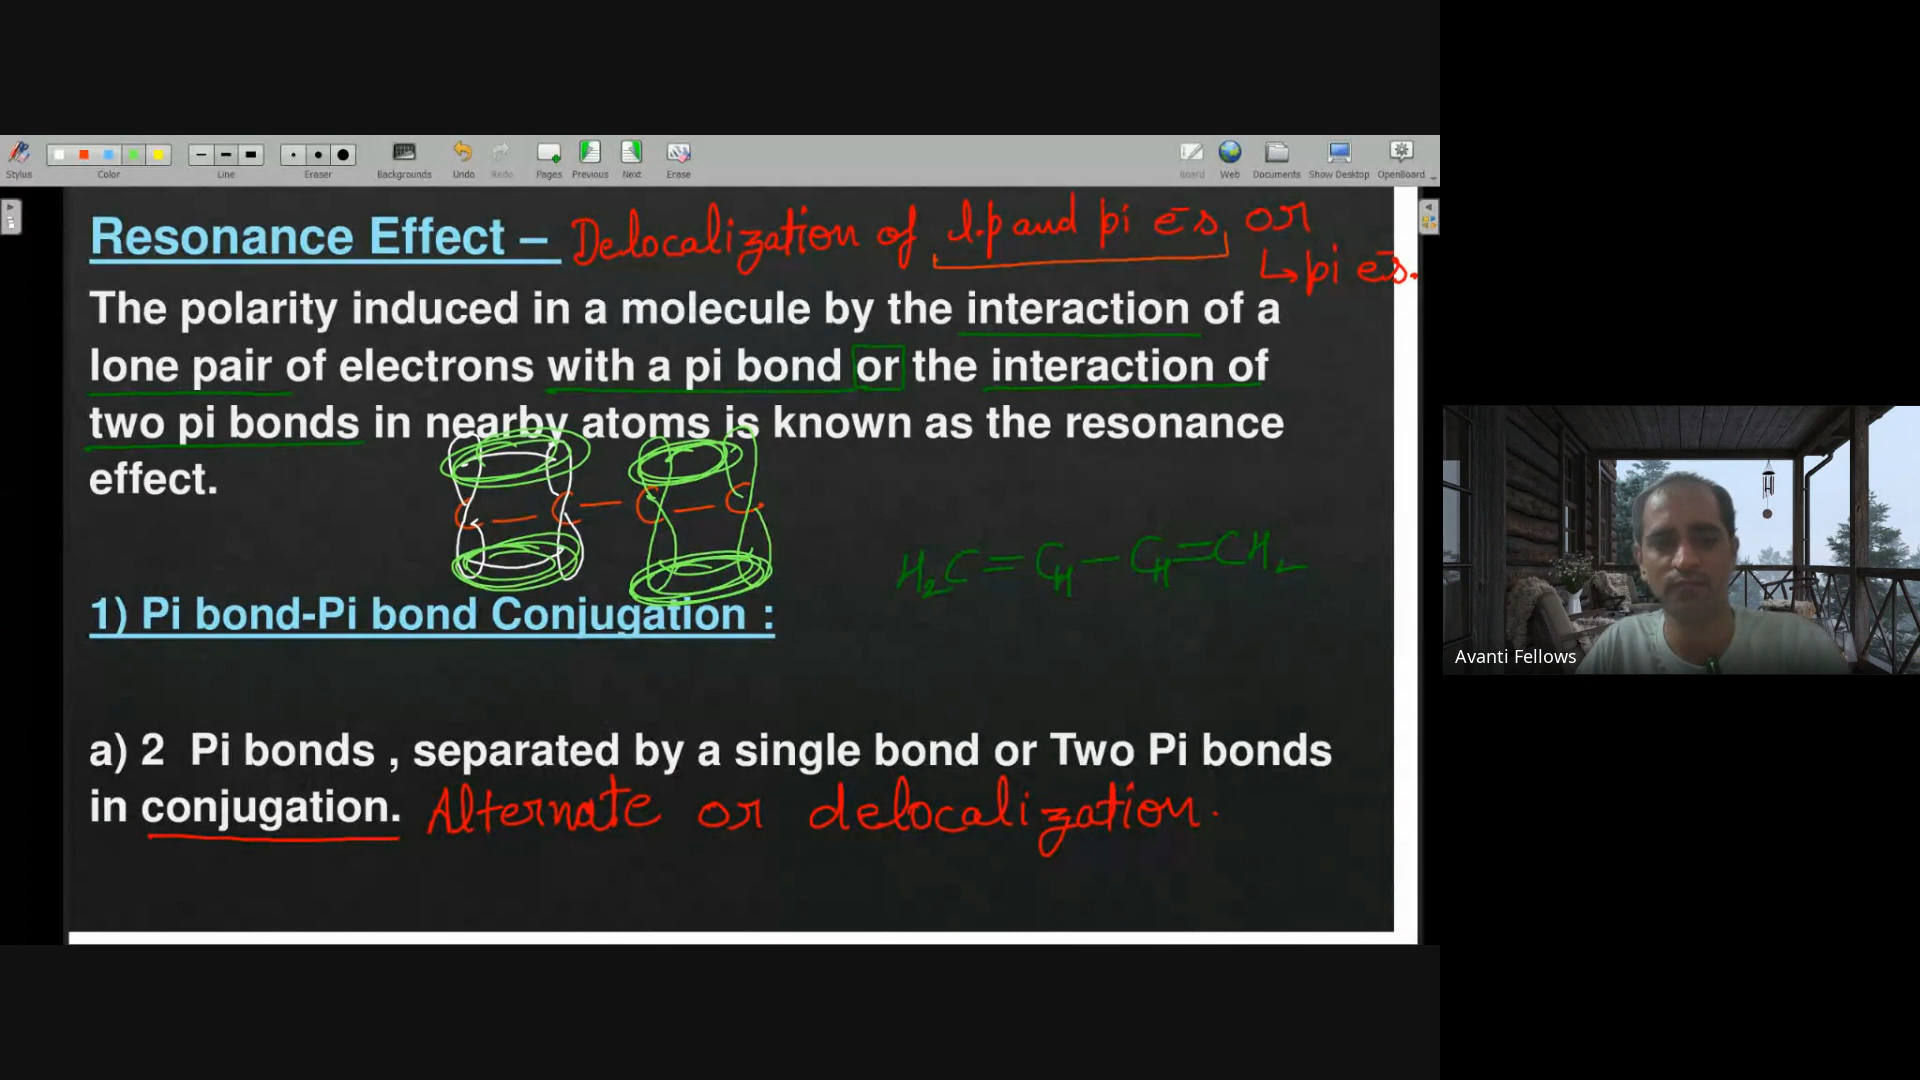 Stylus Color Line Eraser Backgrounds Undo Redo Pages Previous Next Erase Board Web Documents Show Desktop OpenBoard
Resonance Effect – Delocalization of l.p and pi ēs or
↳ pi ēs.
The polarity induced in a molecule by the interaction of a
lone pair of electrons with a pi bond or the interaction of
two pi bonds in nearby atoms is known as the resonance
effect.
C — C — C — C
H₂C=CH—CH=CH₂
1) Pi bond-Pi bond Conjugation :
a) 2 Pi bonds , separated by a single bond or Two Pi bonds
in conjugation. Alternate or delocalization.
Avanti Fellows